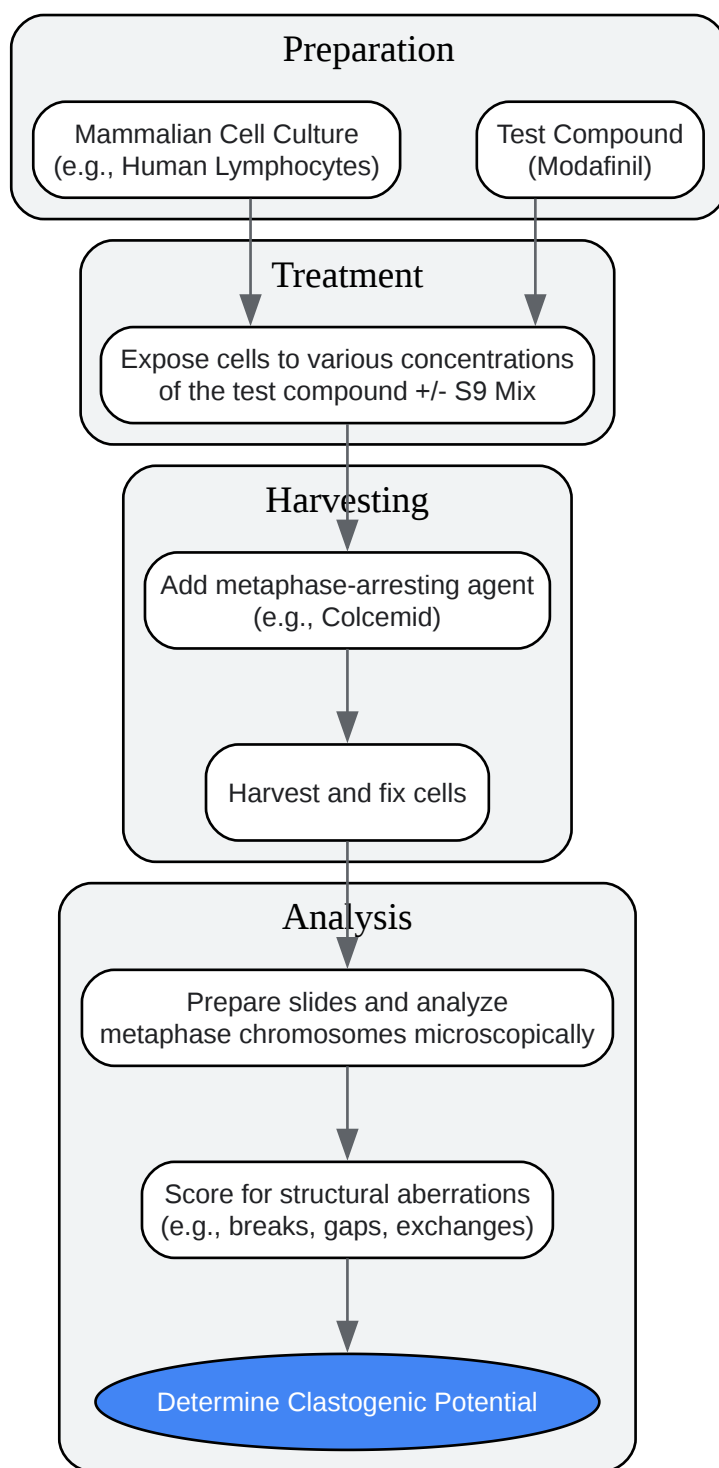 Preparation
Mammalian Cell Culture
(e.g., Human Lymphocytes)
Test Compound
(Modafinil)
Treatment
Expose cells to various concentrations
of the test compound +/- S9 Mix
Harvesting
Add metaphase-arresting agent
(e.g., Colcemid)
Harvest and fix cells
Analysis
Prepare slides and analyze
metaphase chromosomes microscopically
Score for structural aberrations
(e.g., breaks, gaps, exchanges)
Determine Clastogenic Potential